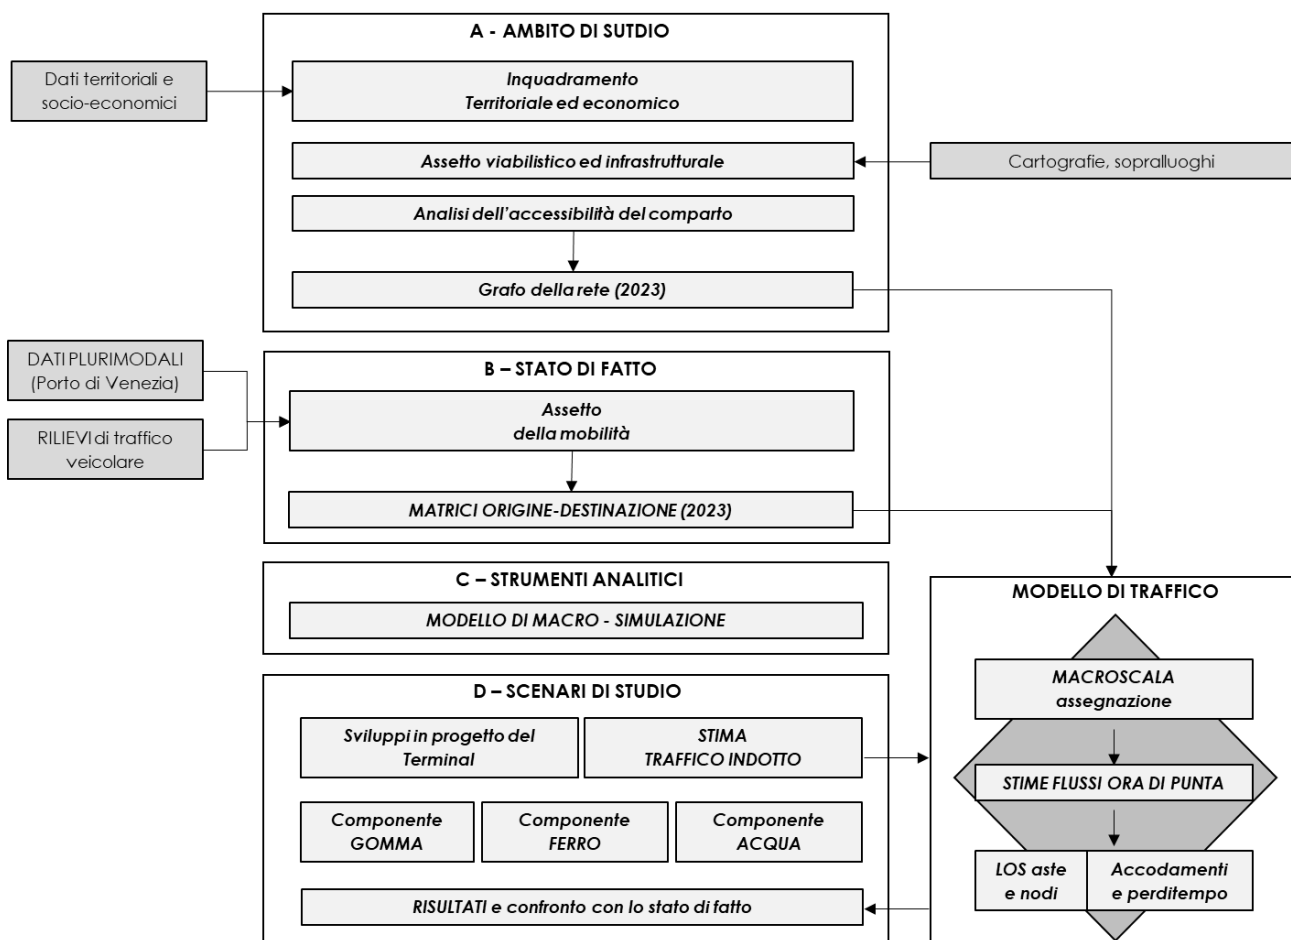 A - AMBITO DI SUTDIO
Dati territoriali e
socio-economici
Inquadramento
Territoriale ed economico
Assetto viabilistico ed infrastrutturale
Cartografie, sopralluoghi
Analisi dell'accessibilità del comparto
Grafo della rete (2023)
DATI PLURIMODALI
(Porto di Venezia)
RILIEVI di traffico
veicolare
B – STATO DI FATTO
Assetto
della mobilità
MATRICI ORIGINE-DESTINAZIONE (2023)
C – STRUMENTI ANALITICI
MODELLO DI MACRO - SIMULAZIONE
D – SCENARI DI STUDIO
Sviluppi in progetto del
Terminal
STIMA
TRAFFICO INDOTTO
Componente
GOMMA
Componente
FERRO
Componente
ACQUA
RISULTATI e confronto con lo stato di fatto
MODELLO DI TRAFFICO
MACROSCALA
assegnazione
STIME FLUSSI ORA DI PUNTA
LOS aste
e nodi
Accodamenti
e perditempo